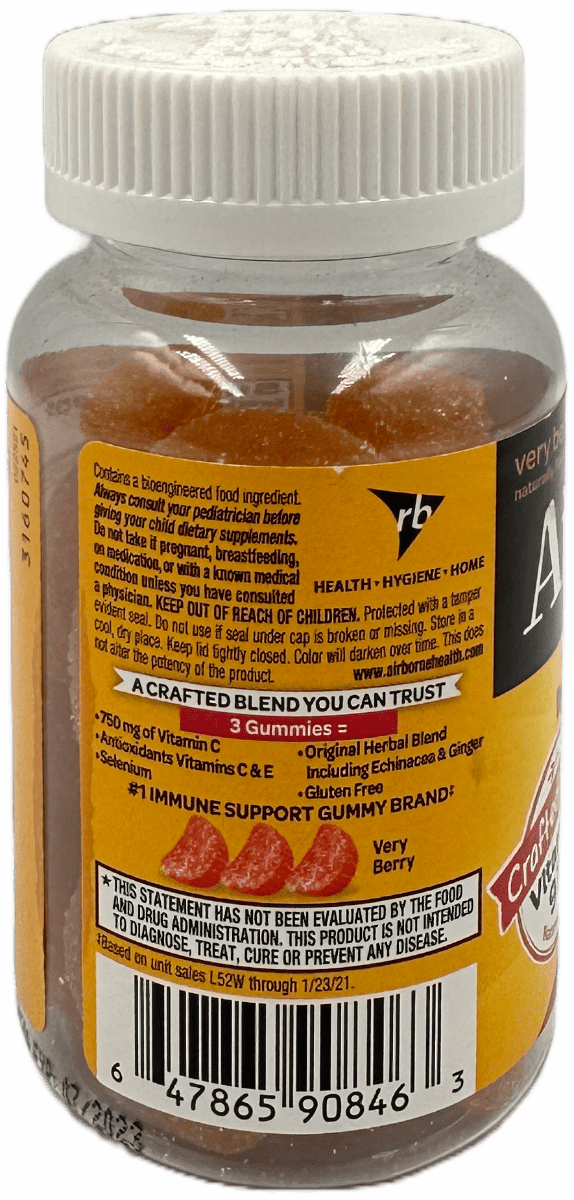 3160745
Contains a bioengineered food ingredient.
Always consult your pediatrician before
giving your child dietary supplements.
Do not take if pregnant, breastfeeding,
on medication, or with a known medical
condition unless you have consulted
a physician. KEEP OUT OF REACH OF CHILDREN. Protected with a tamper
evident seal. Do not use if seal under cap is broken or missing. Store in a
cool, dry place. Keep lid tightly closed. Color will darken over time. This does
not alter the potency of the product.
www.airbornehealth.com
rb
HEALTH • HYGIENE • HOME
A CRAFTED BLEND YOU CAN TRUST
3 Gummies =
•750 mg of Vitamin C
•Antioxidants Vitamins C & E
•Selenium
•Original Herbal Blend
Including Echinacea & Ginger
•Gluten Free
#1 IMMUNE SUPPORT GUMMY BRAND‡
Very
Berry
★THIS STATEMENT HAS NOT BEEN EVALUATED BY THE FOOD
AND DRUG ADMINISTRATION. THIS PRODUCT IS NOT INTENDED
TO DIAGNOSE, TREAT, CURE OR PREVENT ANY DISEASE.
‡Based on unit sales L52W through 1/23/21.
6 47865 90846 3
very
A